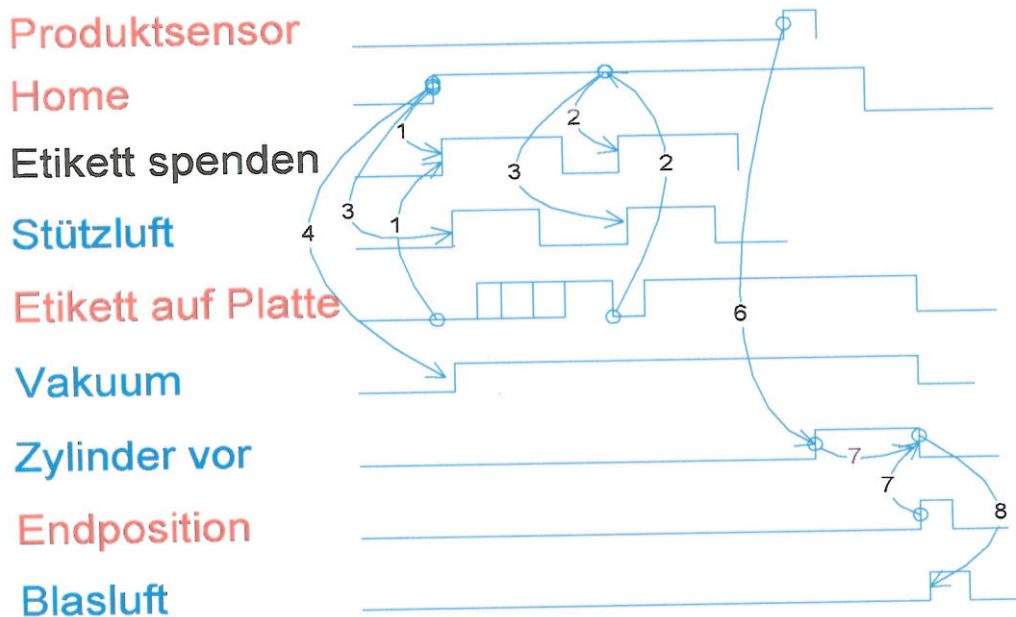 Produktsensor
Home
1
2
Etikett spenden
3
2
3
1
Stützluft
4
Etikett auf Platte
6
Vakuum
Zylinder vor
7
7
Endposition
8
Blasluft